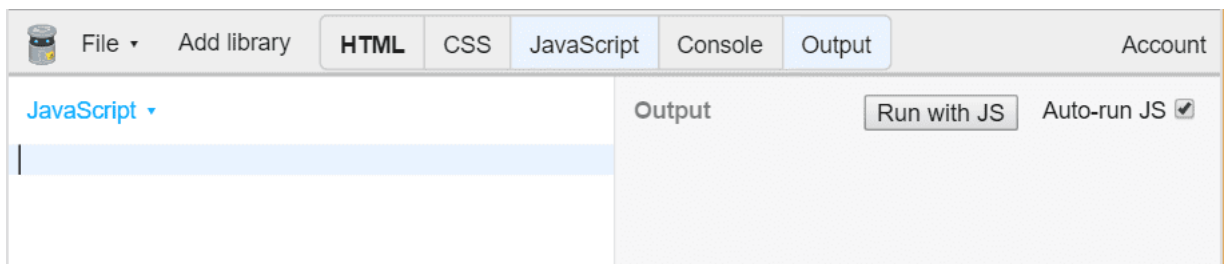 File Add library HTML CSS JavaScript Console Output Account
JavaScript Output Run with JS Auto-run JS